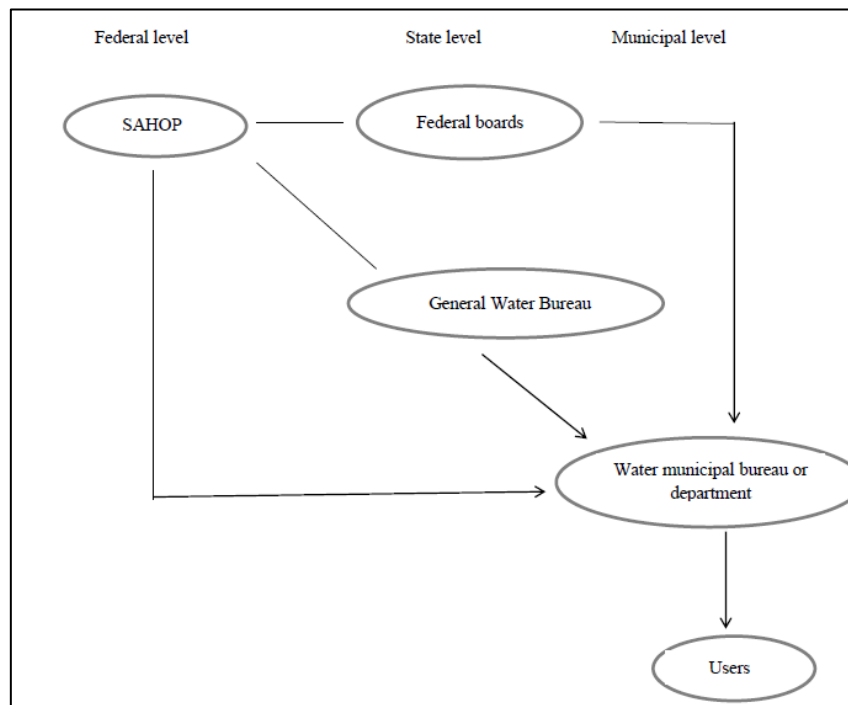 Federal level
State level
Municipal level
SAHOP
Federal boards
General Water Bureau
Water municipal bureau or
department
Users